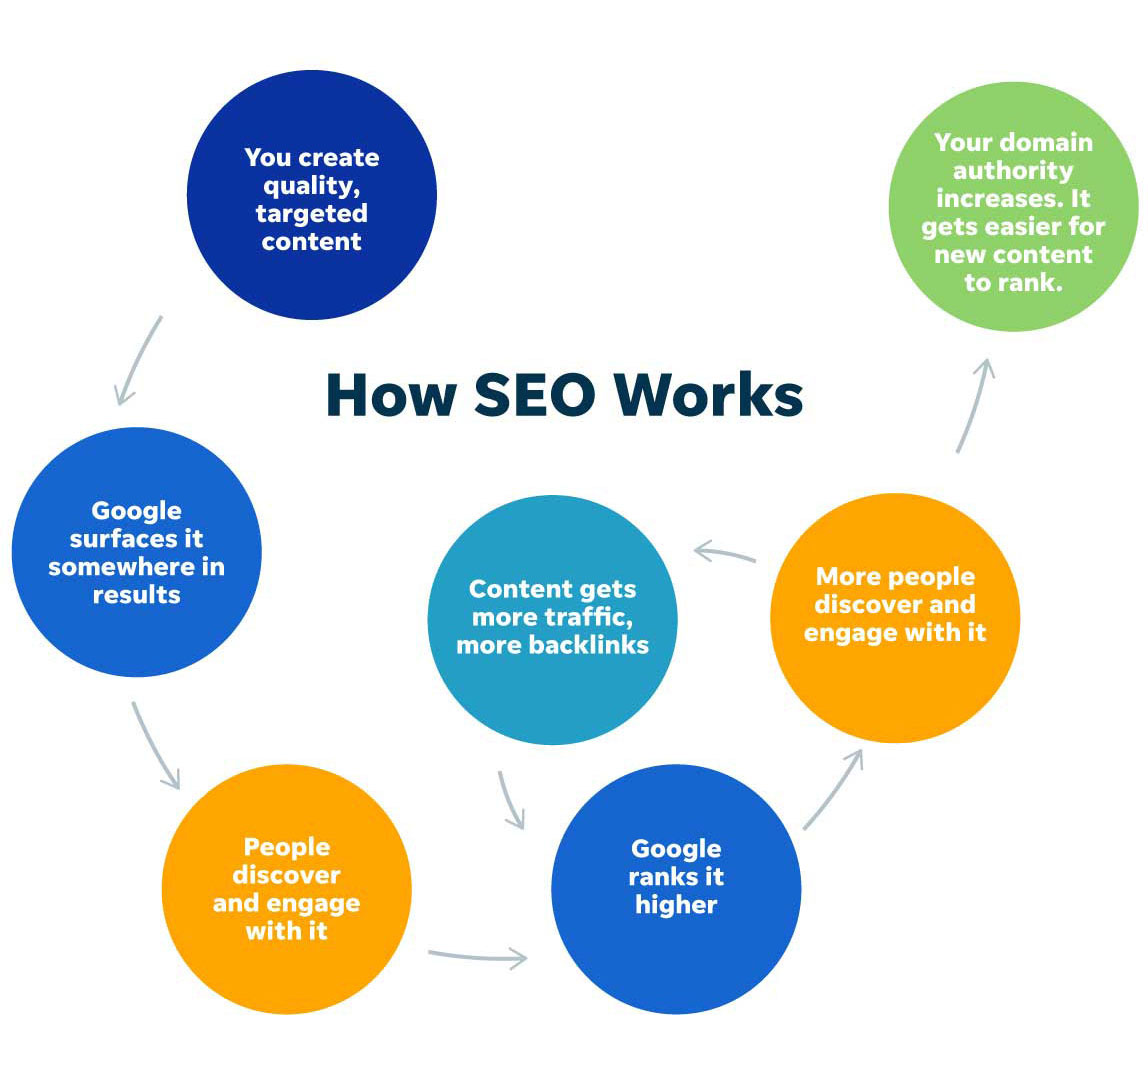 You create
quality,
targeted
content
Your domain
authority
increases. It
gets easier for
new content
to rank.
How SEO Works
Google
surfaces it
somewhere in
results
Content gets
more traffic,
more backlinks
More people
discover and
engage with it
People
discover
and engage
with it
Google
ranks it
higher